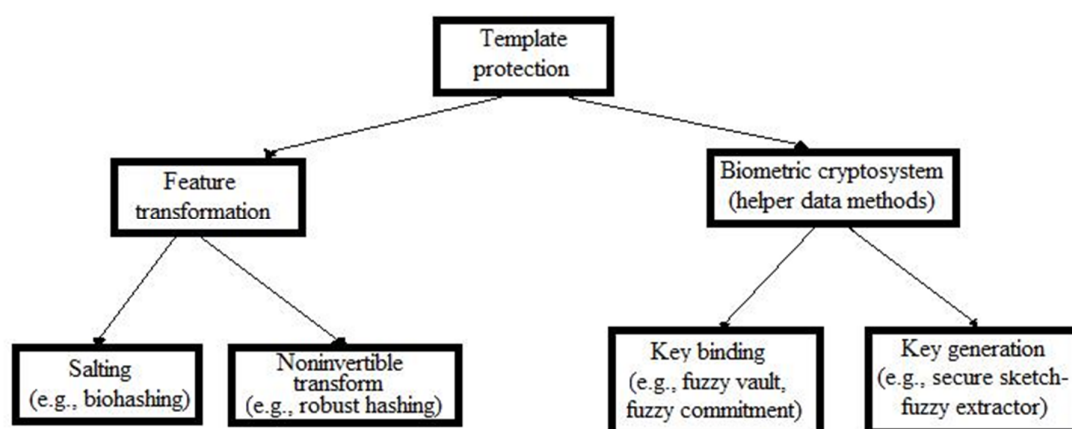 Template
protection
Feature
transformation
Biometric cryptosystem
(helper data methods)
Salting
(e.g., biohashing)
Noninvertible
transform
(e.g., robust hashing)
Key binding
(e.g., fuzzy vault,
fuzzy commitment)
Key generation
(e.g., secure sketch-
fuzzy extractor)